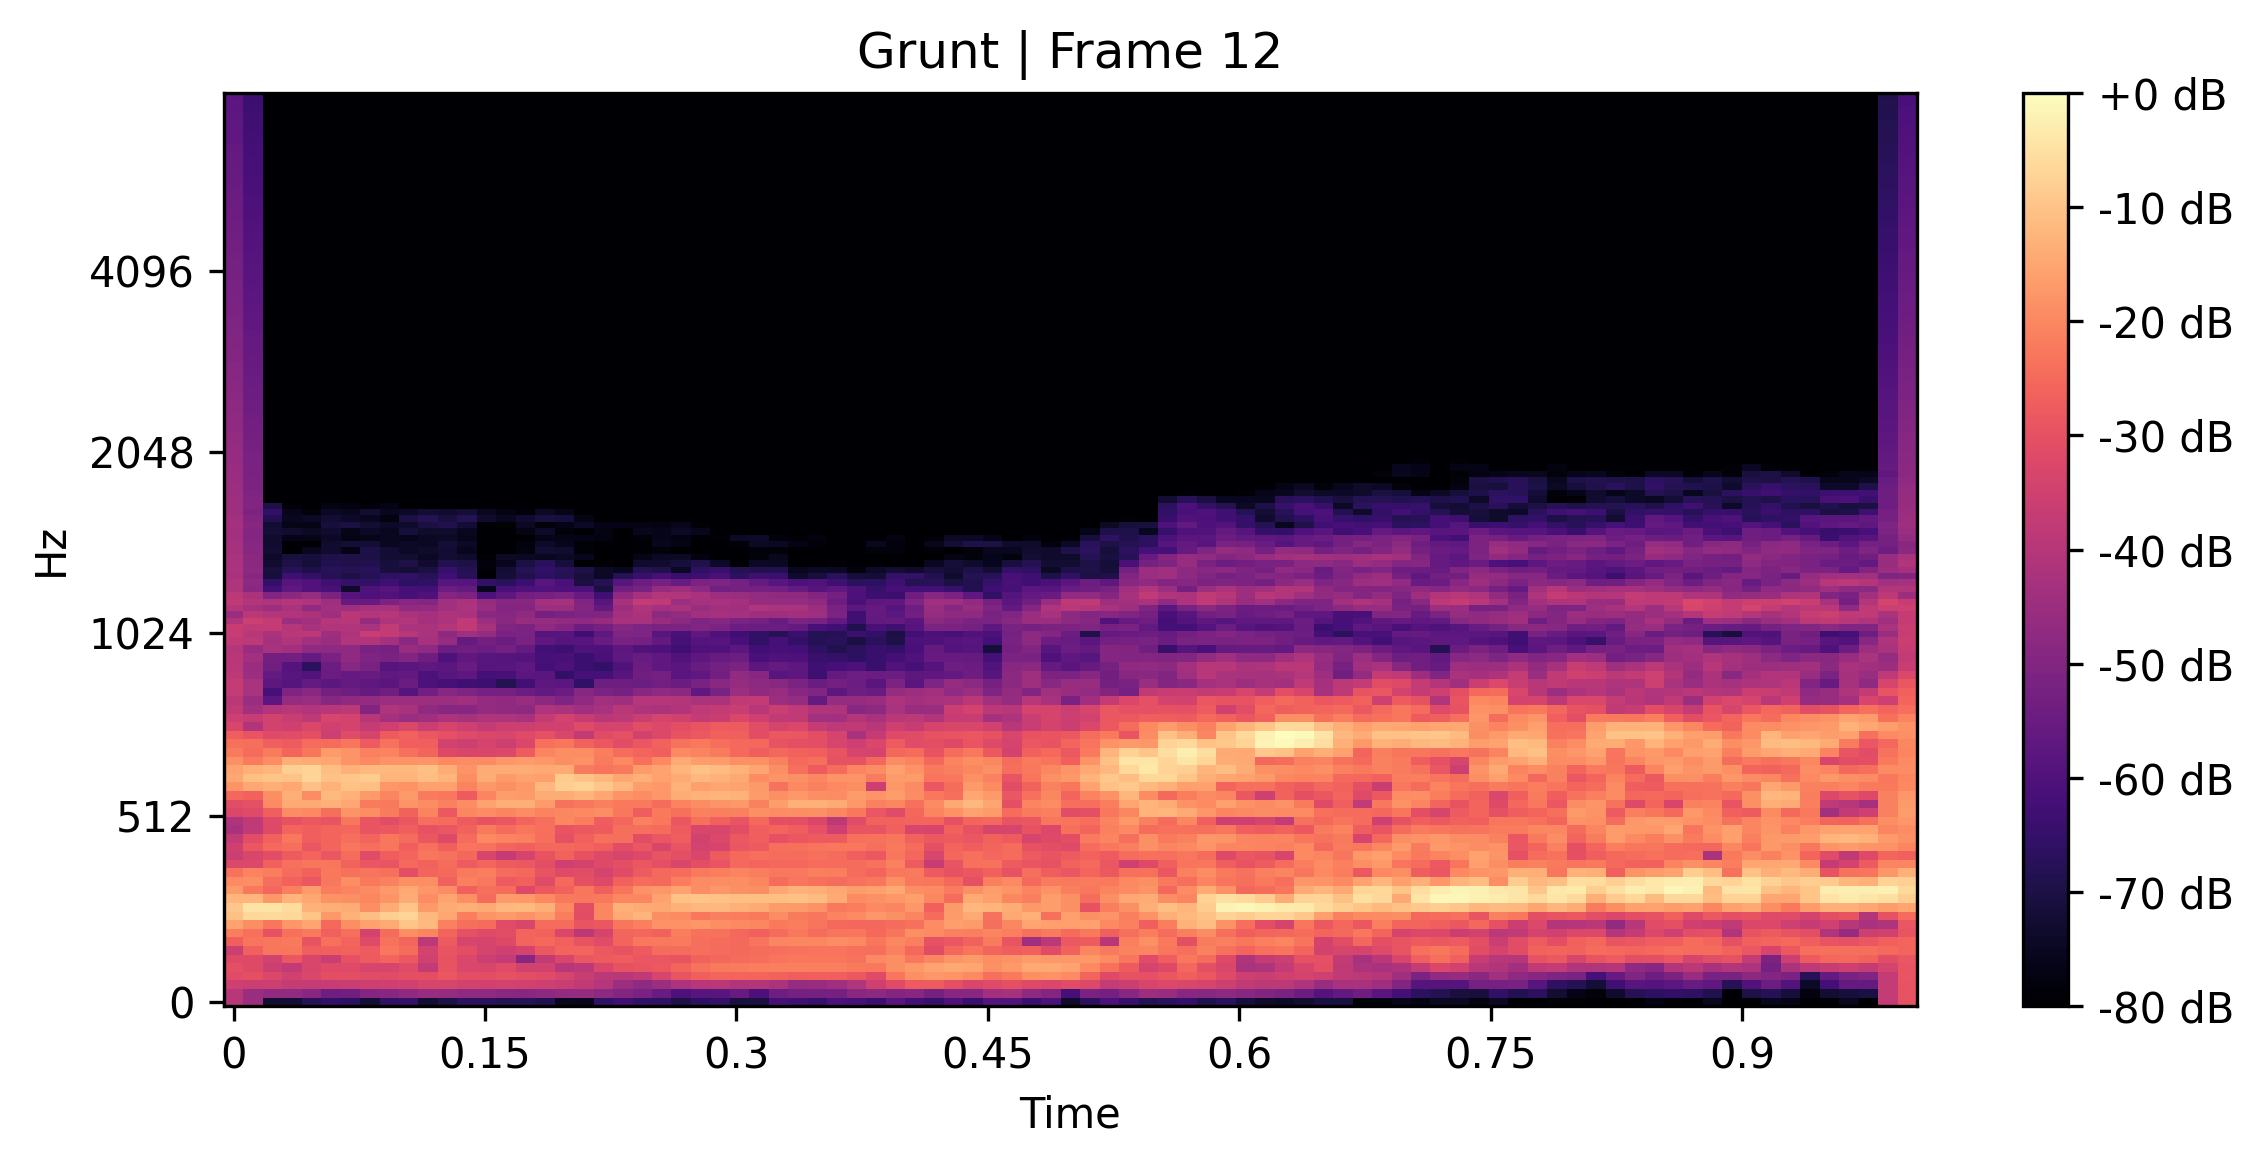 Grunt | Frame 12
+0 dB
-10 dB
-20 dB
-30 dB
-40 dB
-50 dB
-60 dB
-70 dB
-80 dB
Hz
4096
2048
1024
512
0
0 0.15 0.3 0.45 0.6 0.75 0.9
Time